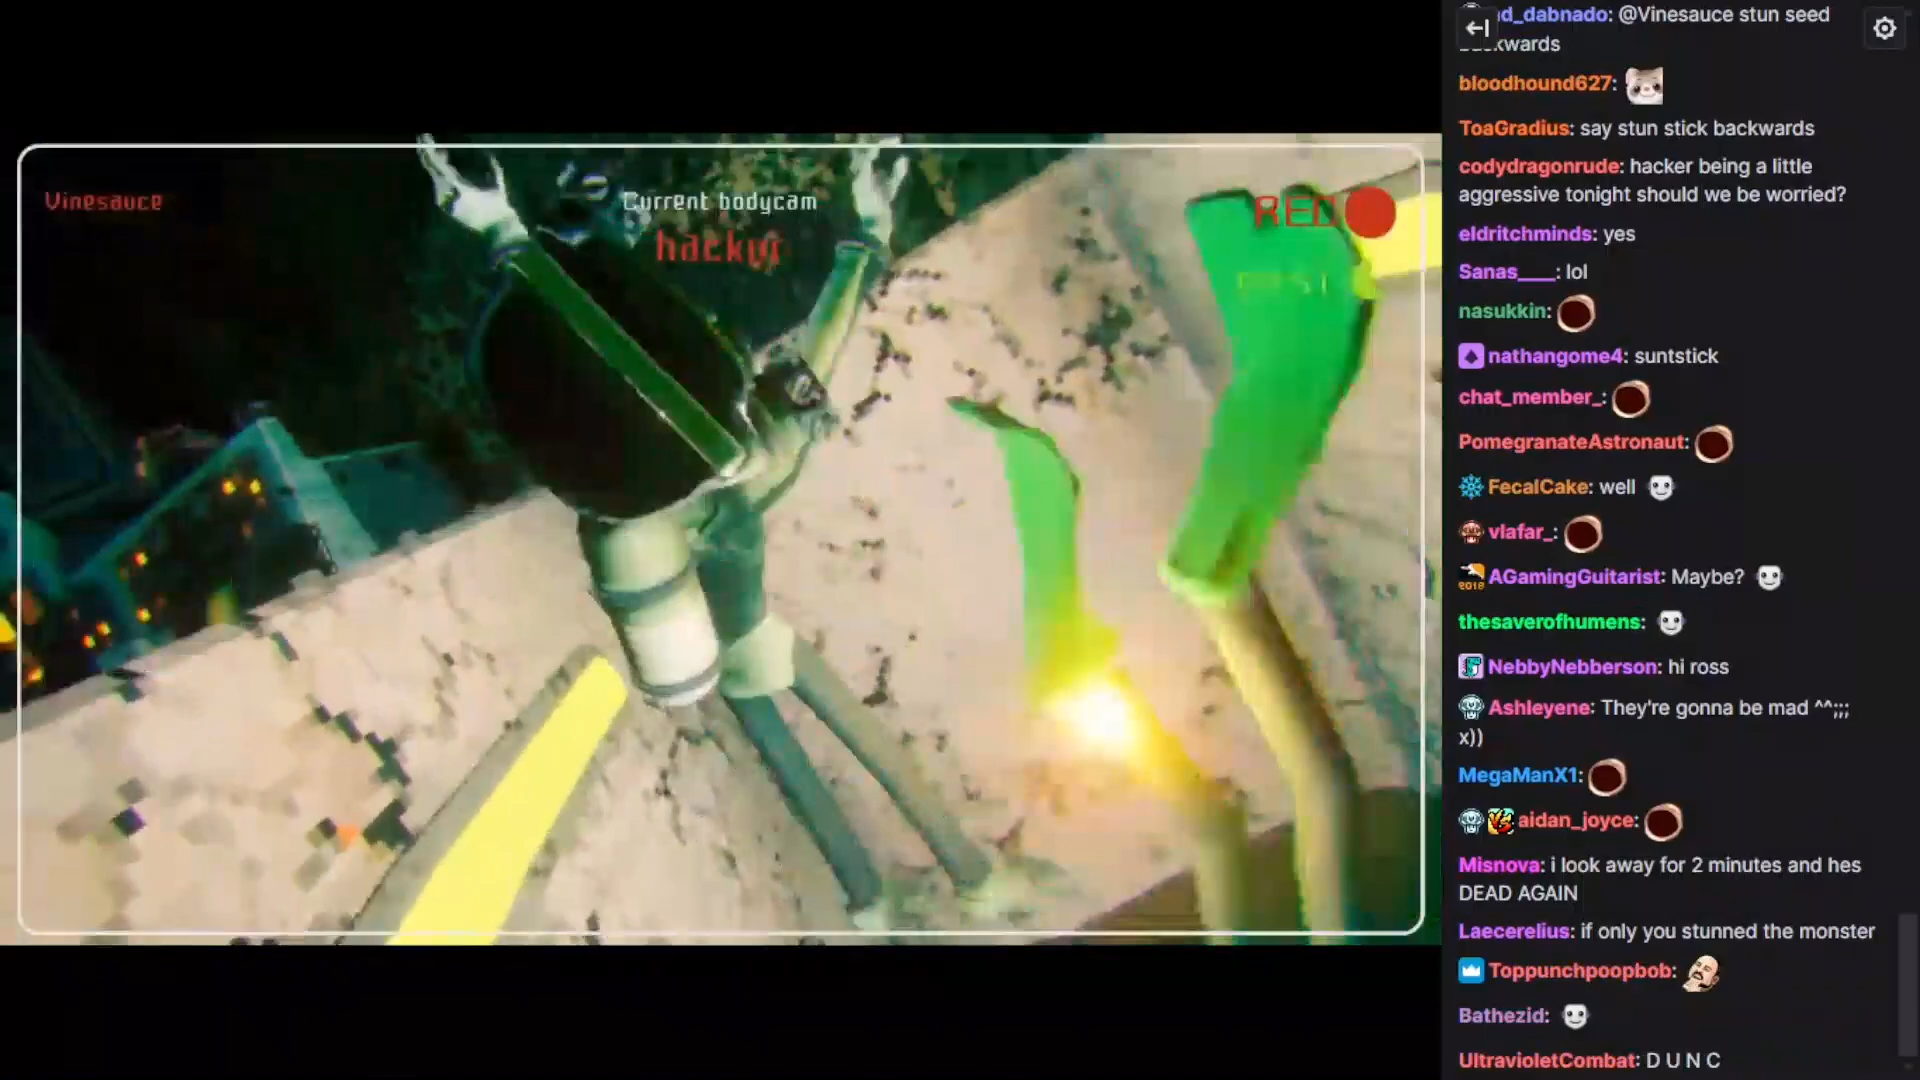 Vinesauce
Current bodycam
RED
d_dabnado: @Vinesauce stun seed
kwards
bloodhound627:
ToaGradius: say stun stick backwards
codydragonrude: hacker being a little
aggressive tonight should we be worried?
eldritchminds: yes
Sanas____: lol
nasukkin:
nathangome4: suntstick
chat_member_:
PomegranateAstronaut:
FecalCake: well
vlafar_:
AGamingGuitarist: Maybe?
thesaverofhumens:
NebbyNebberson: hi ross
Ashleyene: They're gonna be mad ^^;;;
x))
MegaManX1:
aidan_joyce:
Misnova: i look away for 2 minutes and hes
DEAD AGAIN
Laecerelius: if only you stunned the monster
Toppunchpoopbob:
Bathezid:
UltravioletCombat: D U N C